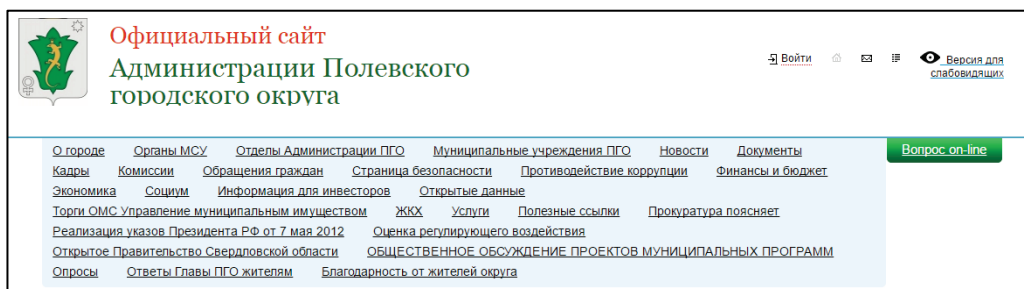 Официальный сайт
Администрации Полевского
городского округа
Войти
Версия для
слабовидящих
О городе Органы МСУ Отделы Администрации ПГО Муниципальные учреждения ПГО Новости Документы
Вопрос on-line
Кадры Комиссии Обращения граждан Страница безопасности Противодействие коррупции Финансы и бюджет
Экономика Социум Информация для инвесторов Открытые данные
Торги ОМС Управление муниципальным имуществом ЖКХ Услуги Полезные ссылки Прокуратура поясняет
Реализация указов Президента РФ от 7 мая 2012 Оценка регулирующего воздействия
Открытое Правительство Свердловской области ОБЩЕСТВЕННОЕ ОБСУЖДЕНИЕ ПРОЕКТОВ МУНИЦИПАЛЬНЫХ ПРОГРАММ
Опросы Ответы Главы ПГО жителям Благодарность от жителей округа